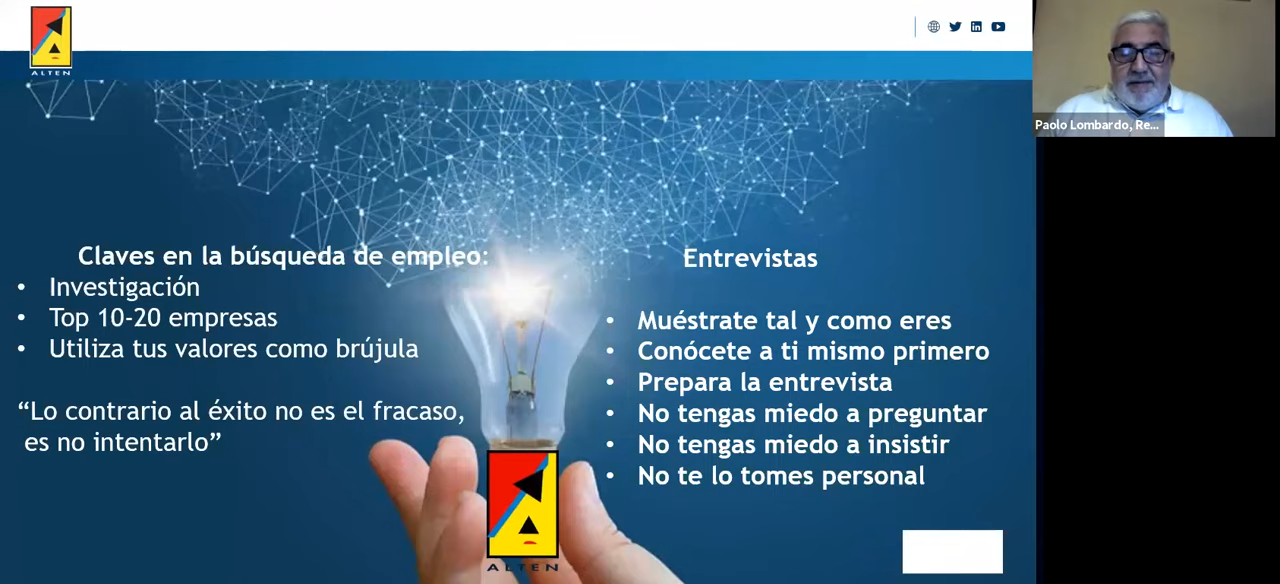 ALTEN
Paolo Lombardo, Re...
Claves en la búsqueda de empleo:
• Investigación
• Top 10-20 empresas
• Utiliza tus valores como brújula
“Lo contrario al éxito no es el fracaso,
es no intentarlo”
Entrevistas
• Muéstrate tal y como eres
• Conócete a ti mismo primero
• Prepara la entrevista
• No tengas miedo a preguntar
• No tengas miedo a insistir
• No te lo tomes personal
ALTEN